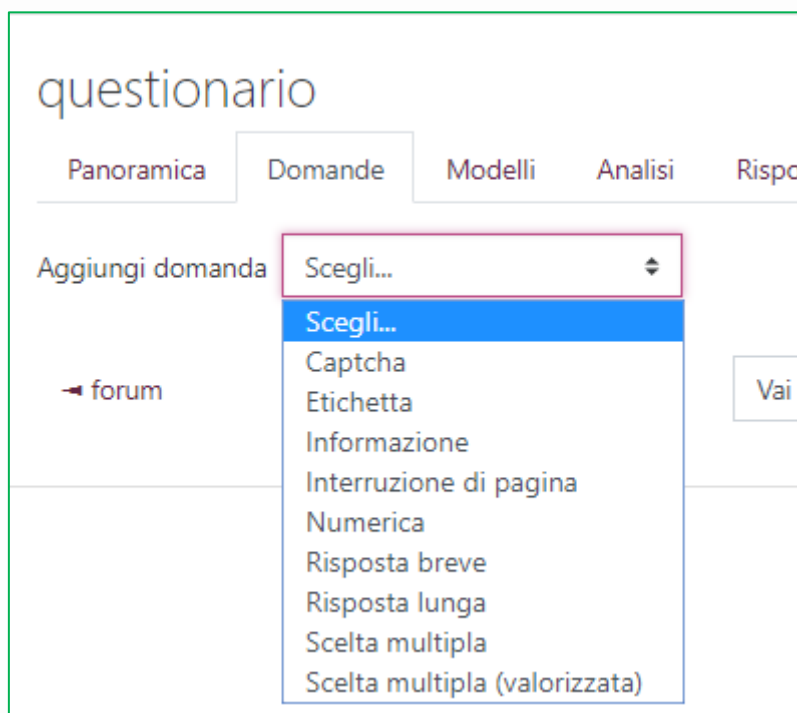 questionario
Panoramica Domande Modelli Analisi Rispo
Aggiungi domanda Scegli...
Scegli...
Captcha
Etichetta
forum Vai
Informazione
Interruzione di pagina
Numerica
Risposta breve
Risposta lunga
Scelta multipla
Scelta multipla (valorizzata)